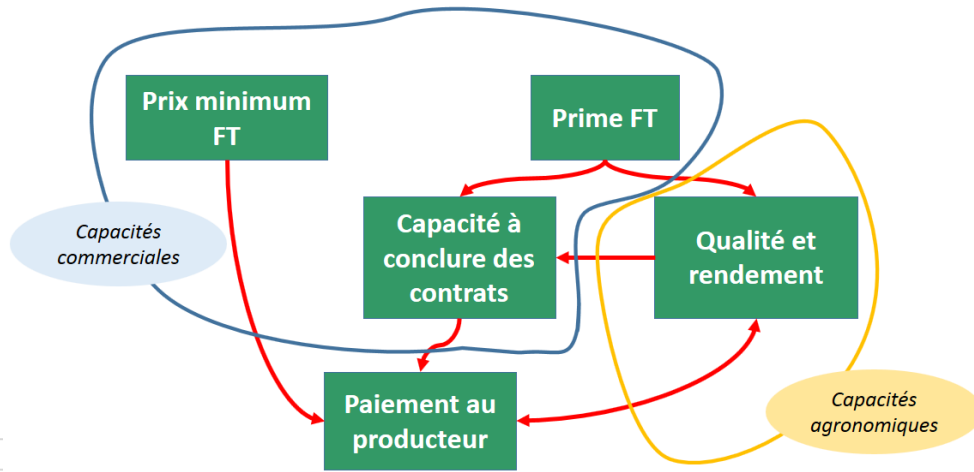 Prix minimum
FT
Prime FT
Capacités
commerciales
Capacité à
conclure des
contrats
Qualité et
rendement
Paiement au
producteur
Capacités
agronomiques